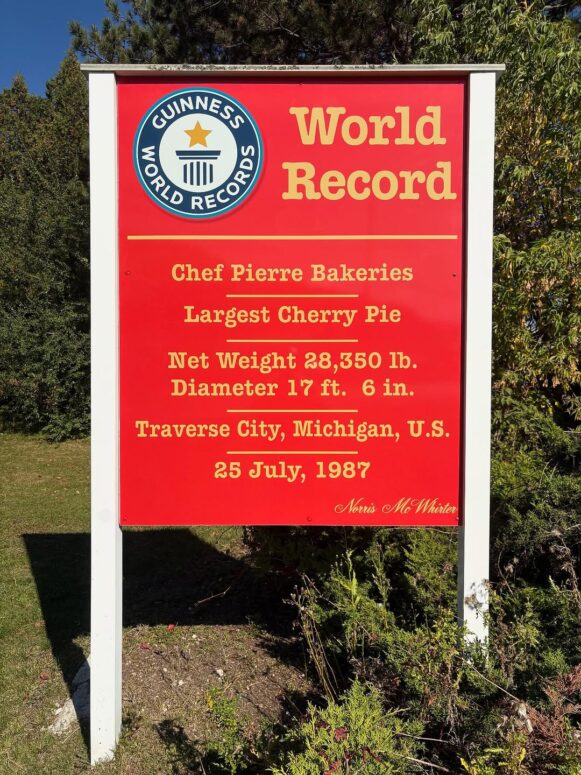 GUINNESS
WORLD RECORDS
World
Record
Chef Pierre Bakeries
Largest Cherry Pie
Net Weight 28,350 lb.
Diameter 17 ft. 6 in.
Traverse City, Michigan, U.S.
25 July, 1987
Norris McWhirter